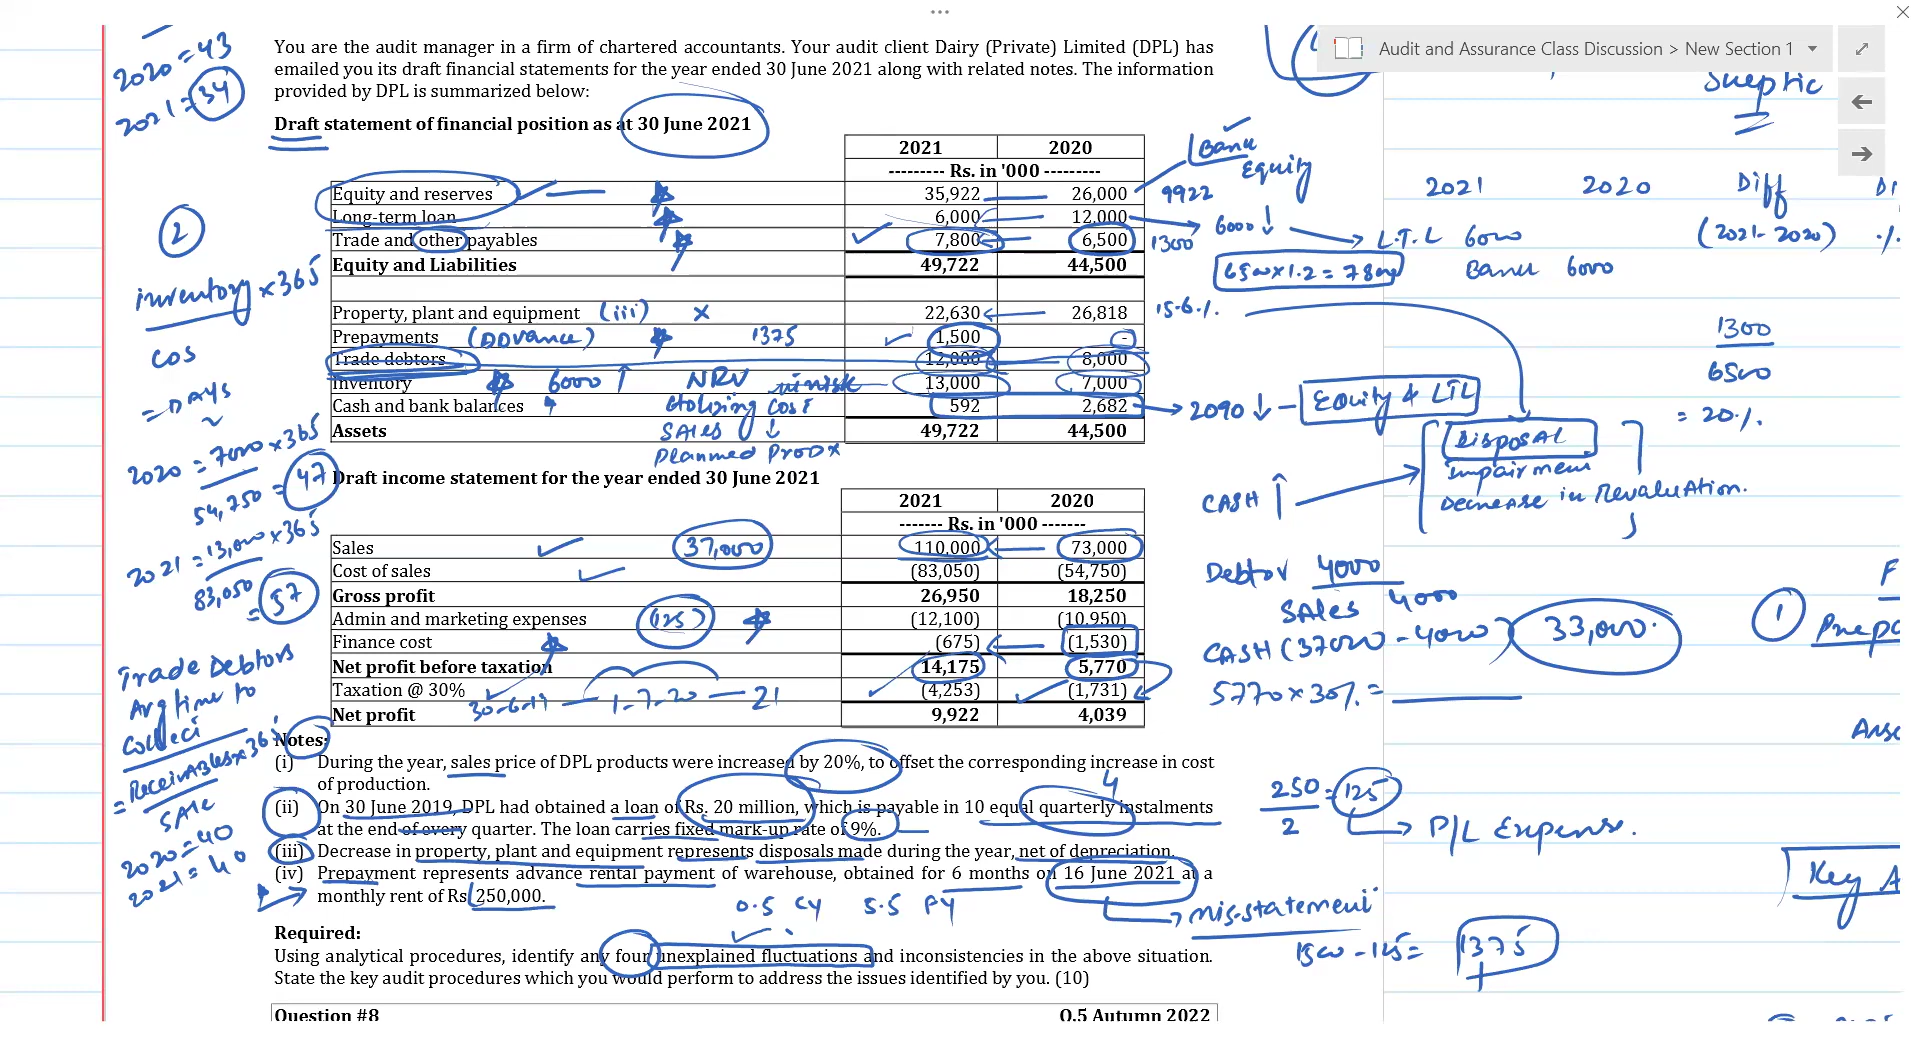 Audit and Assurance Class Discussion > New Section 1
You are the audit manager in a firm of chartered accountants. Your audit client Dairy (Private) Limited (DPL) has
emailed you its draft financial statements for the year ended 30 June 2021 along with related notes. The information
provided by DPL is summarized below:
Draft statement of financial position as at 30 June 2021
2021 2020
--------- Rs. in '000 ---------
Equity and reserves 35,922 26,000
Long-term loan 6,000 12,000
Trade and other payables 7,800 6,500
Equity and Liabilities 49,722 44,500
Property, plant and equipment (iii) x 22,630 26,818
Prepayments (ADVance) 1375 1,500 -
Trade debtors 12,000 8,000
Inventory 6000 ↑ NRV 13,000 7,000
Cash and bank balances Holding Cost 592 2,682
Assets SALes ↓ 49,722 44,500
Planned Prod x
Draft income statement for the year ended 30 June 2021
2021 2020
------- Rs. in '000 -------
Sales 37,000 110,000 73,000
Cost of sales (83,050) (54,750)
Gross profit 26,950 18,250
Admin and marketing expenses (125) (12,100) (10,950)
Finance cost (675) (1,530)
Net profit before taxation 14,175 5,770
Taxation @ 30% (4,253) (1,731)
30-6-19 — 1-7-20 — 21
Net profit 9,922 4,039
Notes:
(i) During the year, sales price of DPL products were increased by 20%, to offset the corresponding increase in cost
of production.
4
(ii) On 30 June 2019, DPL had obtained a loan of Rs. 20 million, which is payable in 10 equal quarterly instalments
at the end of every quarter. The loan carries fixed mark-up rate of 9%.
(iii) Decrease in property, plant and equipment represents disposals made during the year, net of depreciation.
(iv) Prepayment represents advance rental payment of warehouse, obtained for 6 months on 16 June 2021 at a
monthly rent of Rs. 250,000.
0.5 CY 5.5 PY
Required:
Using analytical procedures, identify any four unexplained fluctuations and inconsistencies in the above situation.
State the key audit procedures which you would perform to address the issues identified by you. (10)
Question #8 Q.5 Autumn 2022
2020 = 43
2021 = 34
2
inventory x 365
COS
= DAYS
2020 = 7000 x 365
54,750 = 47
2021 = 13,000 x 365
83,050 = 57
Trade Debtors
Avg time to
Collect
= Receivables x 365
SAle
2020 = 40
2021 = 40
Bank
Equity
9922
6000 ↓
1300
6500 x 1.2 = 7800
L.T.L 6000
Bank 6000
15.6%
2090 ↓ Equity & LTL
Disposal
Impairment
Decrease in Revaluation.
CASH ↑
Debtor 4000
SAles 4000
CASH (37000 - 4000) 33,000
5770 x 30% =
250
2
= 125
P/L Expense.
Mis-statement
1500 - 125 = 1375
Skeptic
2021 2020 Diff
(2021 - 2020) %
1300
6500
= 20%
1
Prepa
Key A